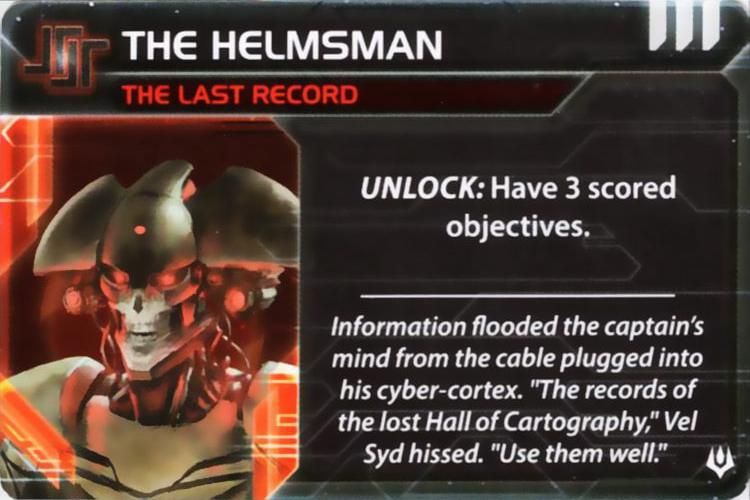 THE HELMSMAN
THE LAST RECORD
UNLOCK: Have 3 scored
objectives.
Information flooded the captain's
mind from the cable plugged into
his cyber-cortex. "The records of
the lost Hall of Cartography," Vel
Syd hissed. "Use them well."